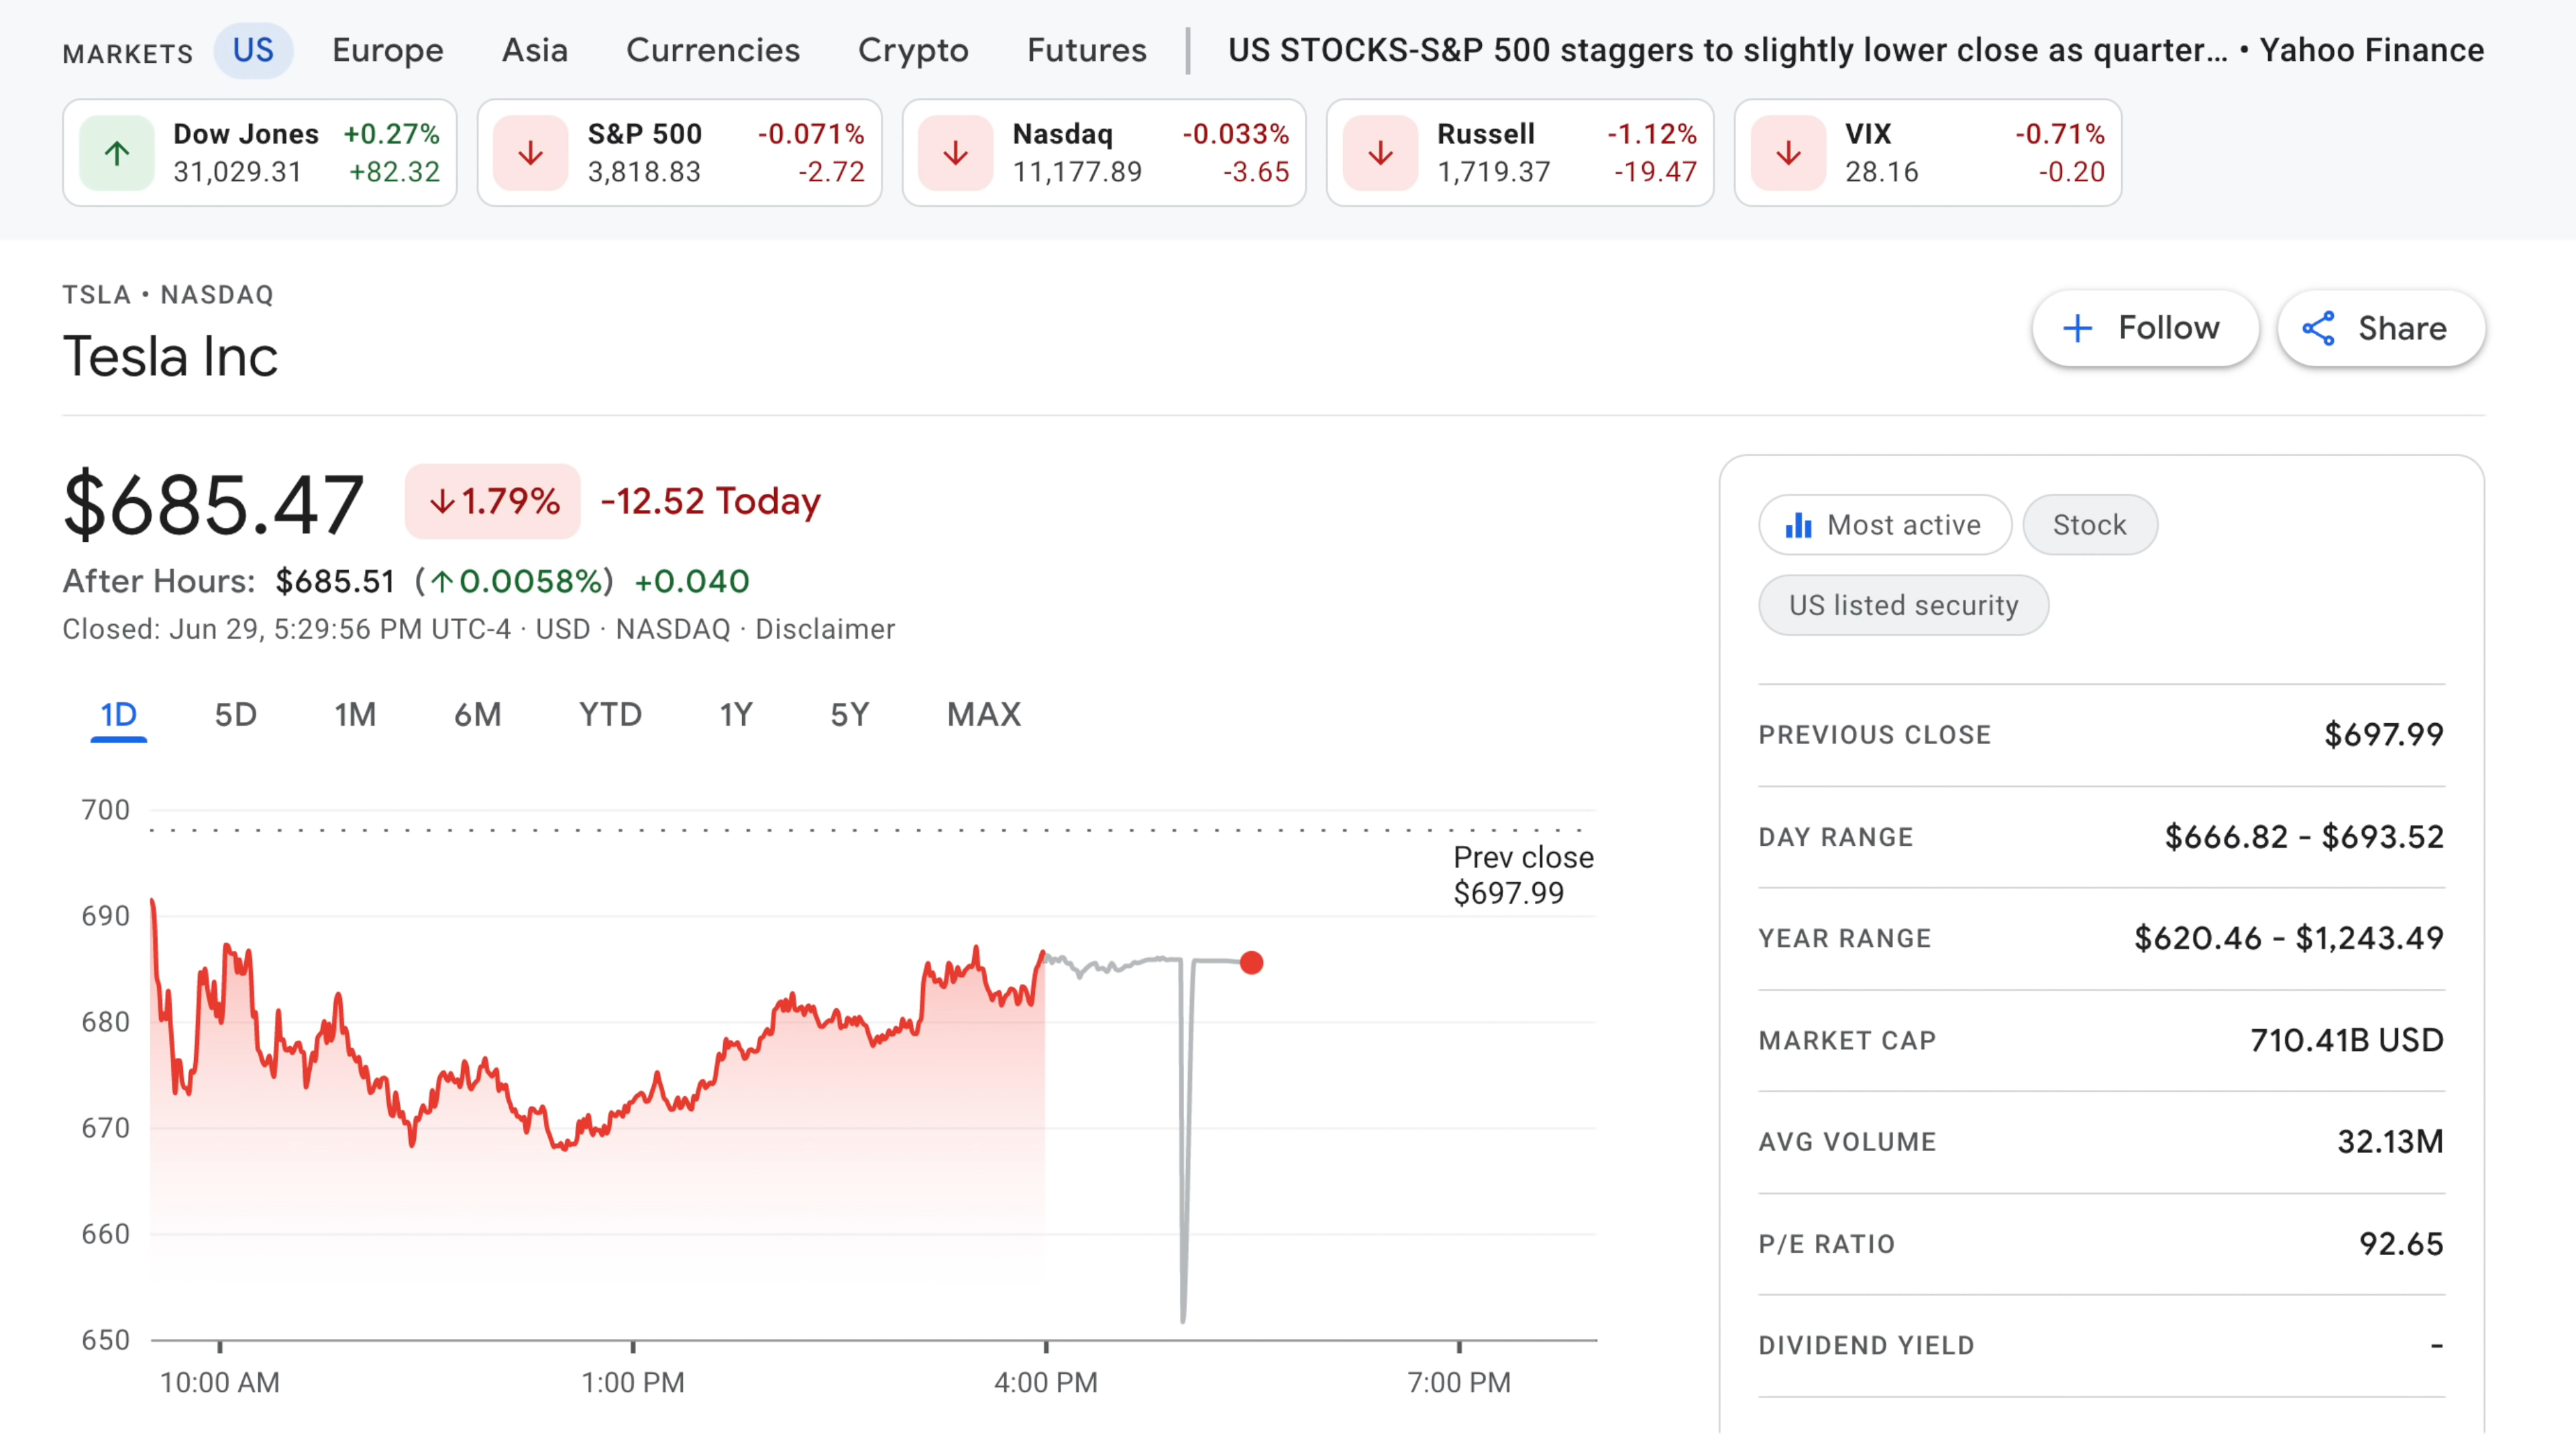 MARKETS US Europe Asia Currencies Crypto Futures US STOCKS-S&P 500 staggers to slightly lower close as quarter... • Yahoo Finance
Dow Jones +0.27%
31,029.31 +82.32
S&P 500 -0.071%
3,818.83 -2.72
Nasdaq -0.033%
11,177.89 -3.65
Russell -1.12%
1,719.37 -19.47
VIX -0.71%
28.16 -0.20
TSLA • NASDAQ
Tesla Inc
Follow
Share
$685.47 ↓1.79% -12.52 Today
After Hours: $685.51 (↑0.0058%) +0.040
Closed: Jun 29, 5:29:56 PM UTC-4 · USD · NASDAQ · Disclaimer
1D 5D 1M 6M YTD 1Y 5Y MAX
700
690
680
670
660
650
Prev close
$697.99
10:00 AM 1:00 PM 4:00 PM 7:00 PM
Most active
Stock
US listed security
PREVIOUS CLOSE $697.99
DAY RANGE $666.82 - $693.52
YEAR RANGE $620.46 - $1,243.49
MARKET CAP 710.41B USD
AVG VOLUME 32.13M
P/E RATIO 92.65
DIVIDEND YIELD -